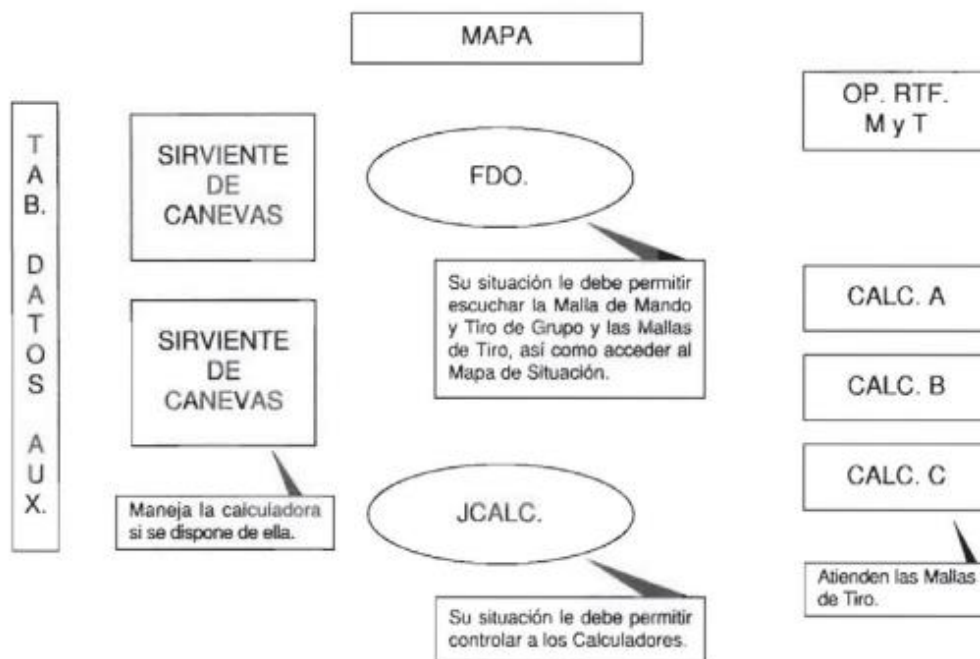 MAPA
OP. RTF.
M y T
T
AB.
D
A
T
O
S
A
U
X.
SIRVIENTE
DE
CANEVAS
FDO.
Su situación le debe permitir
escuchar la Malla de Mando
y Tiro de Grupo y las Mallas
de Tiro, así como acceder al
Mapa de Situación.
CALC. A
SIRVIENTE
DE
CANEVAS
CALC. B
CALC. C
Maneja la calculadora
si se dispone de ella.
JCALC.
Atienden las Mallas
de Tiro.
Su situación le debe permitir
controlar a los Calculadores.